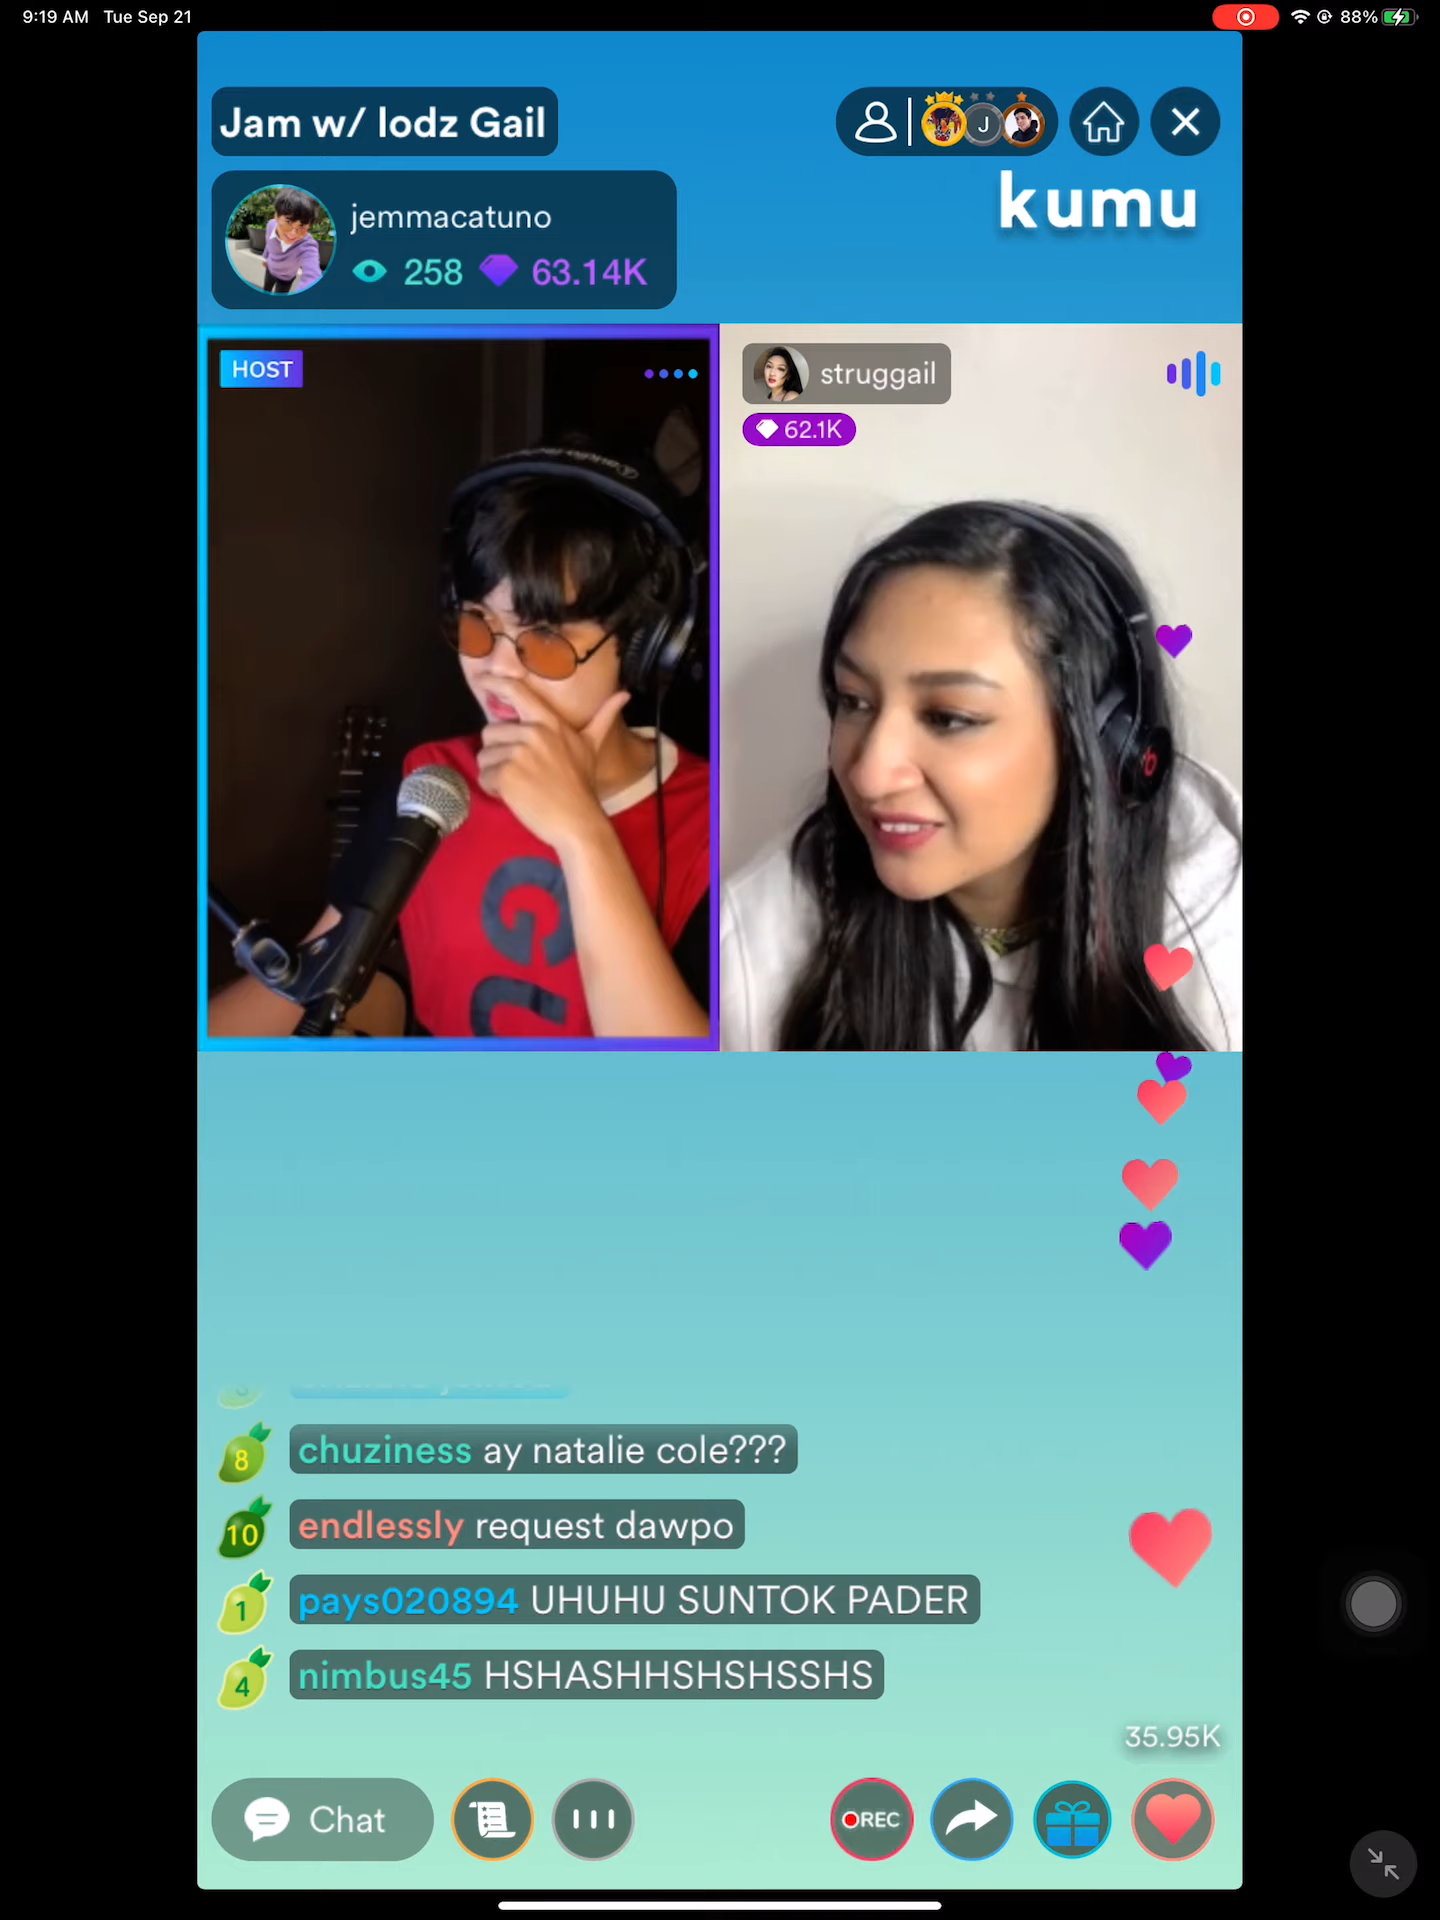 9:19 AM Tue Sep 21
88%
Jam w/ lodz Gail
J
kumu
jemmacatuno
258 63.14K
HOST
struggail
62.1K
GU
8 chuziness ay natalie cole???
10 endlessly request dawpo
1 pays020894 UHUHU SUNTOK PADER
4 nimbus45 HSHASHHSHSHSSHS
35.95K
Chat
REC